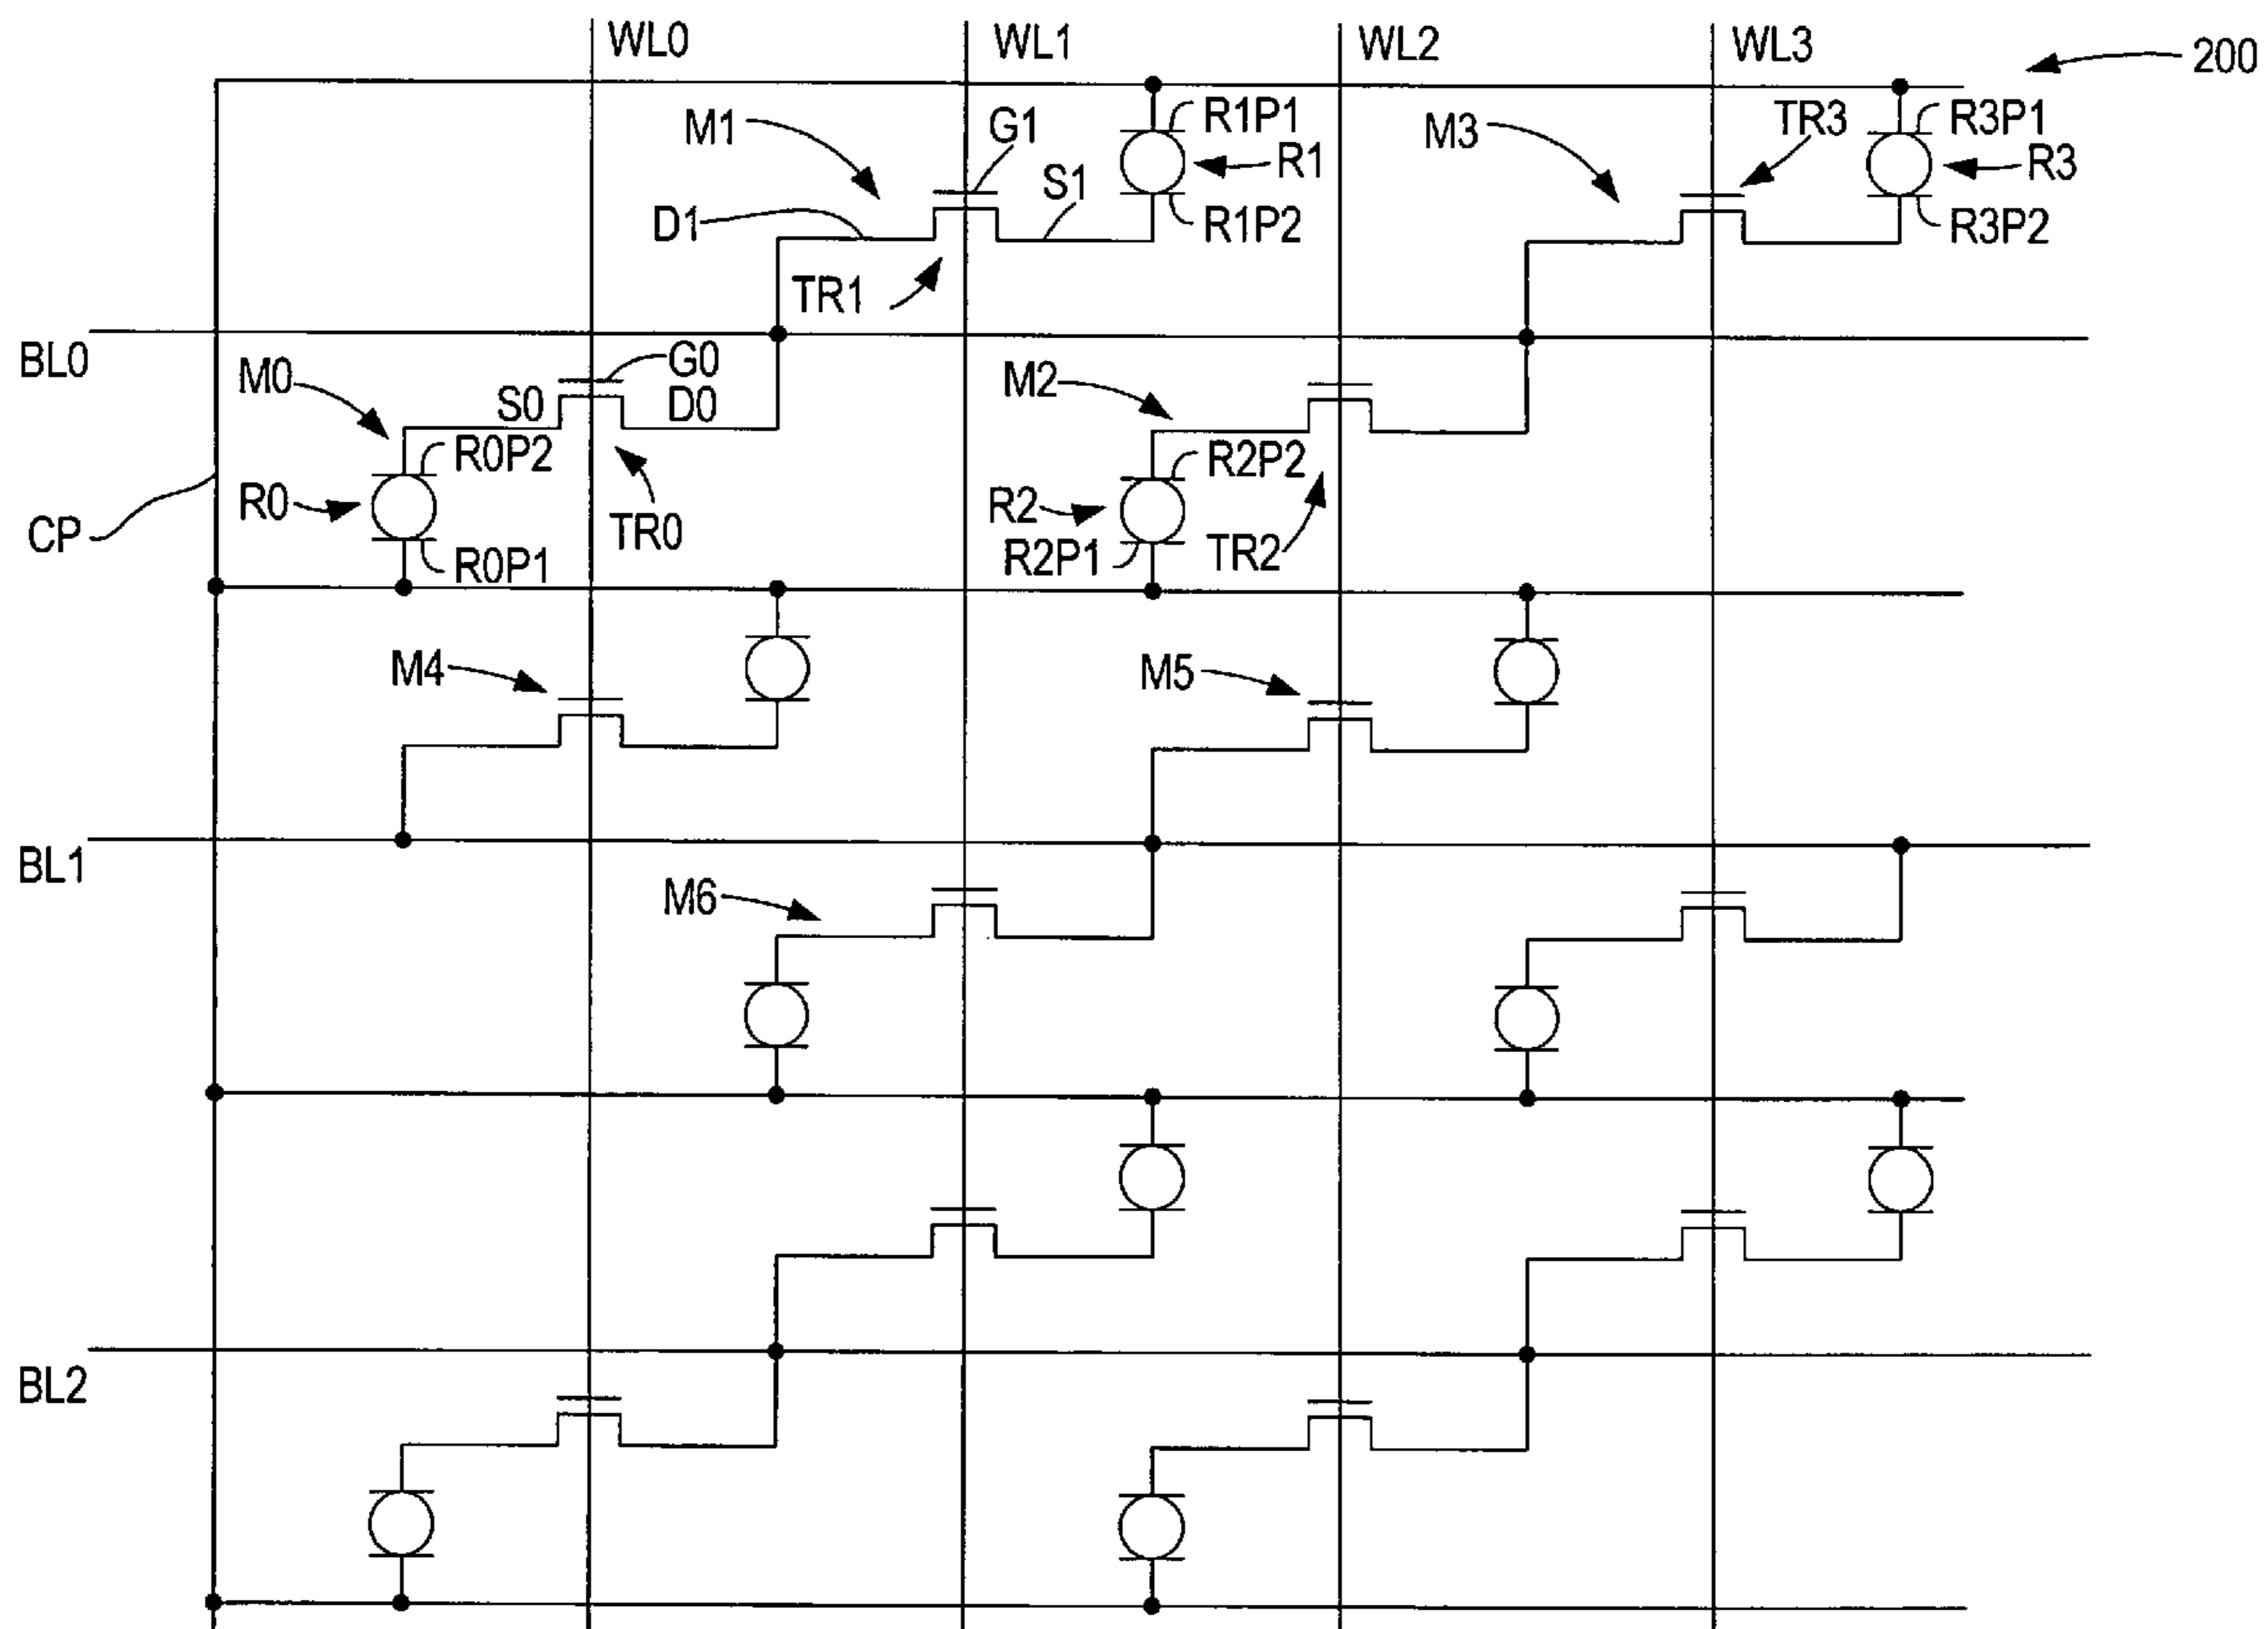 WL0 WL1 WL2 WL3 200
M1 G1 R1P1 M3 TR3 R3P1
R1 R3
D1 S1 R1P2 R3P2
TR1
BL0
M0 G0 M2
S0 D0
R0P2 R2P2
R0 R2
CP TR0 R2P1 TR2
R0P1
M4 M5
BL1
M6
BL2